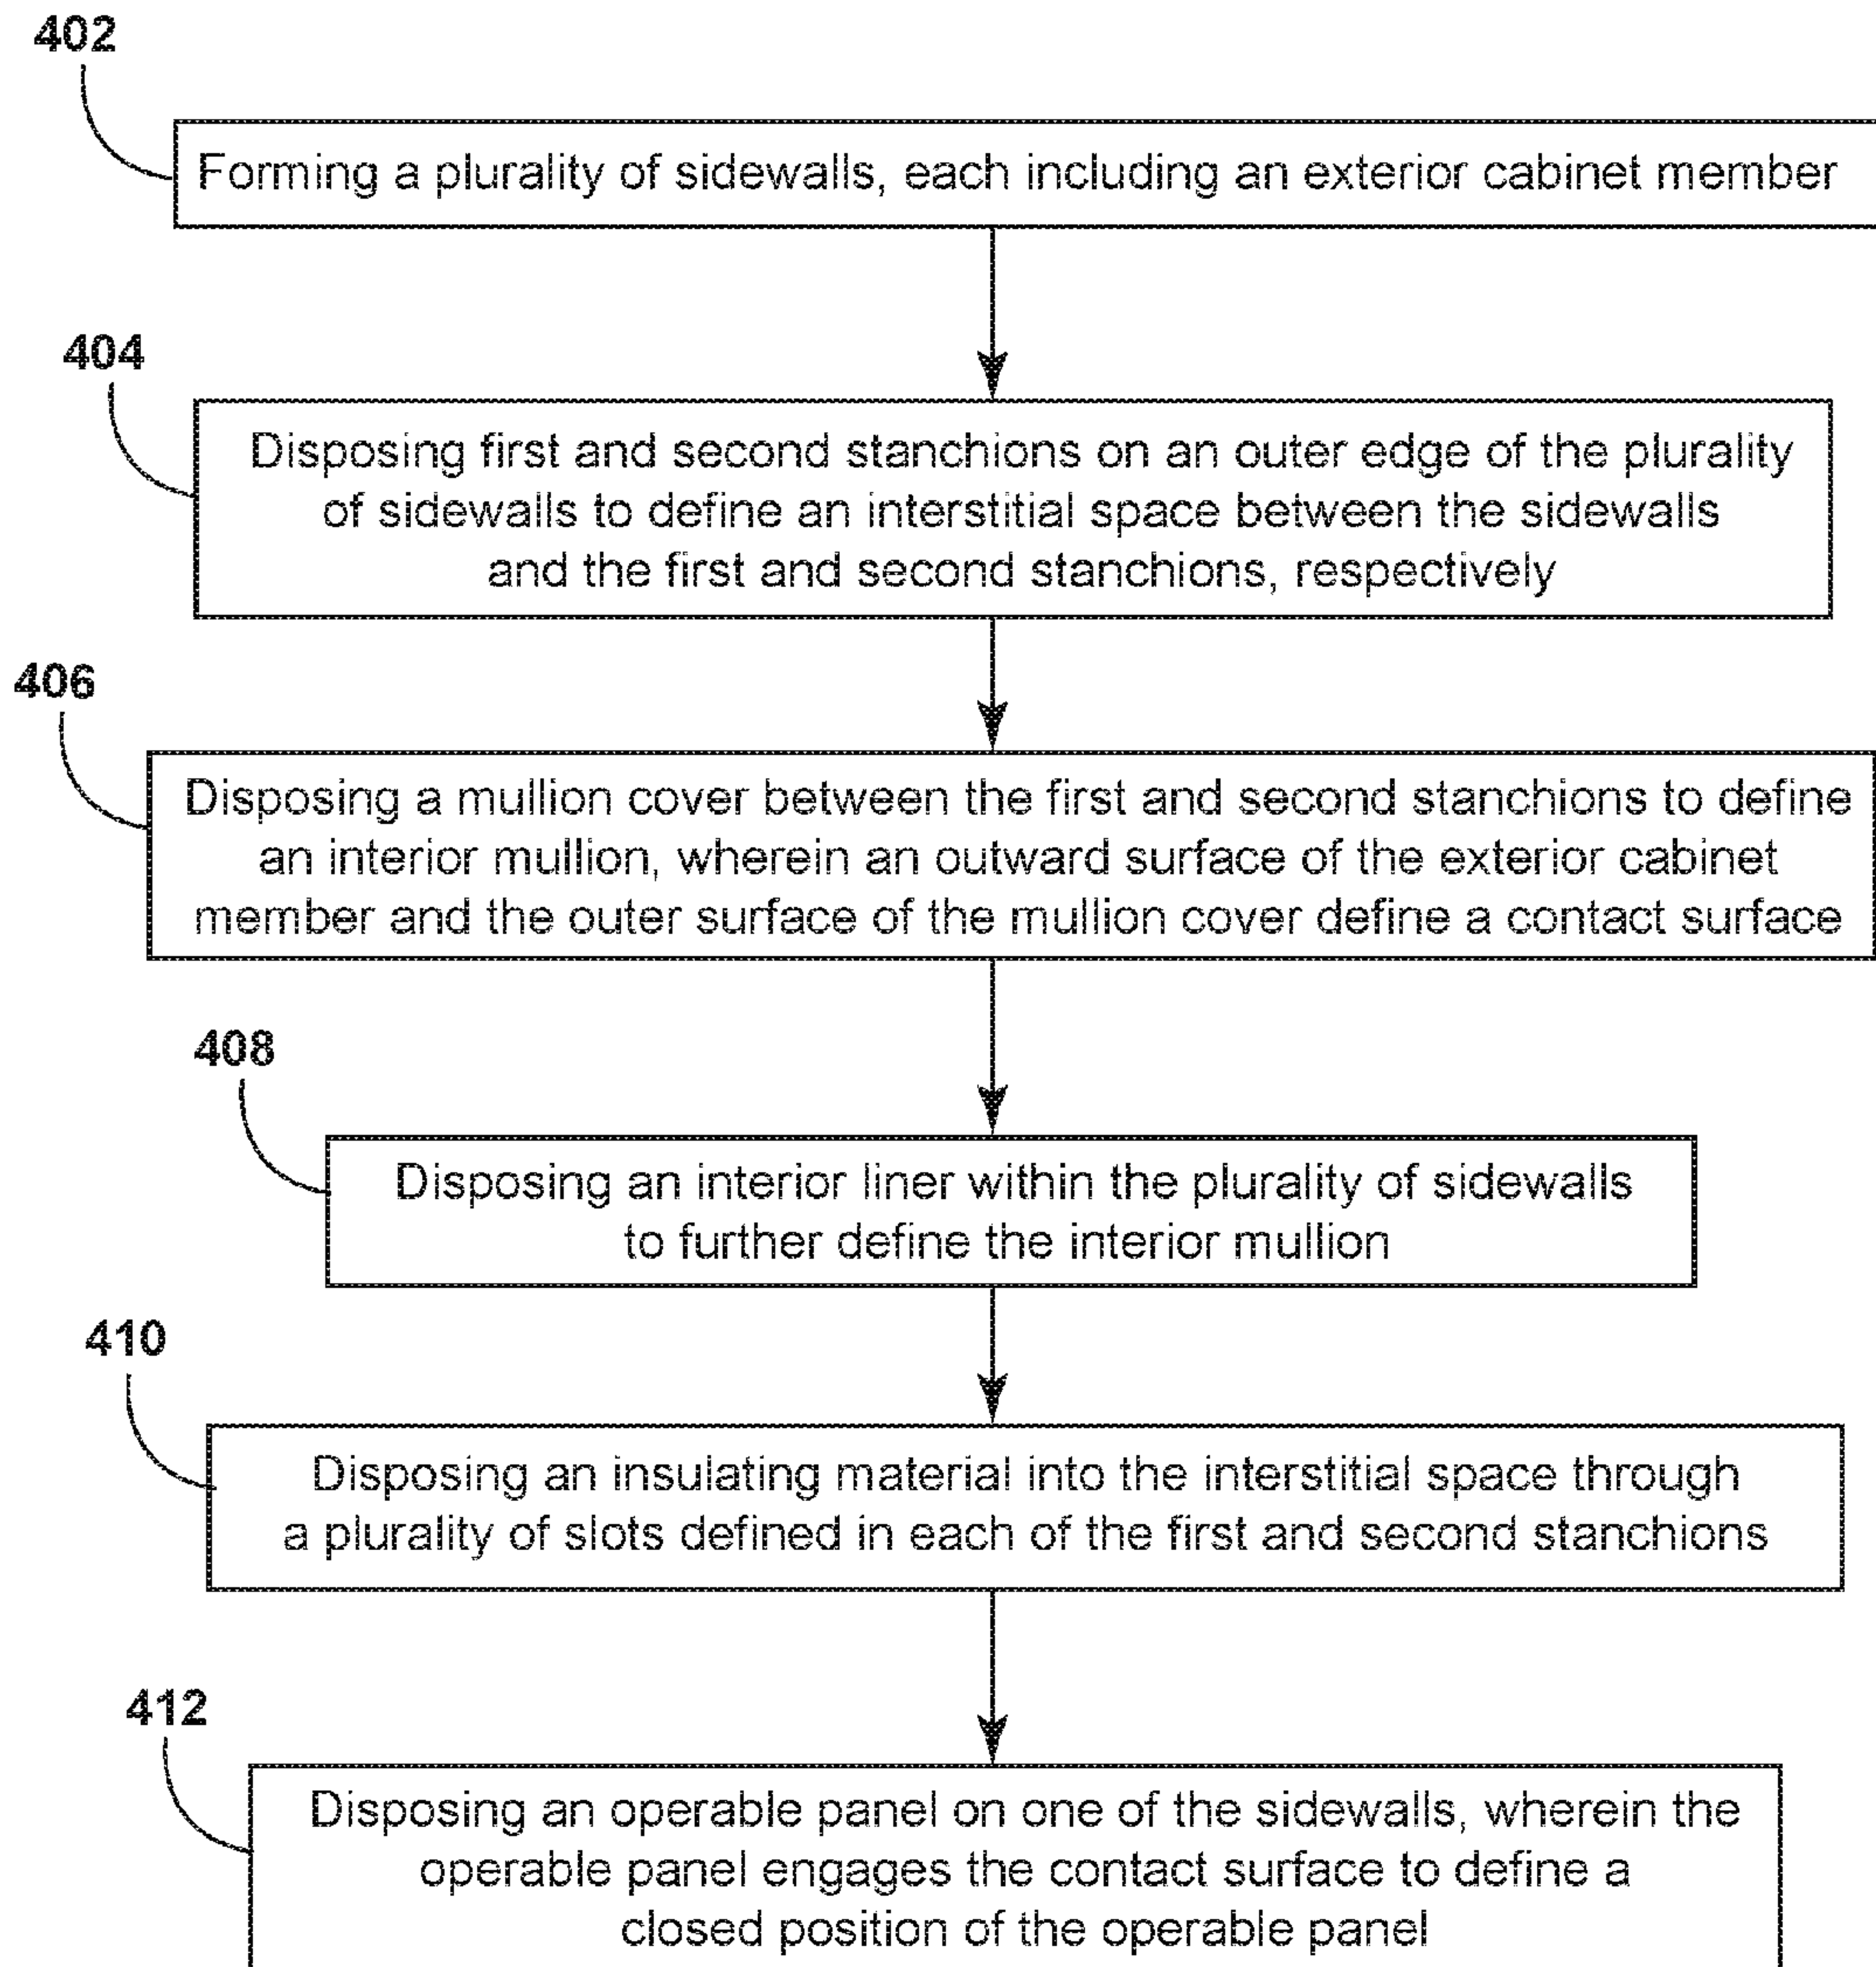 402
Forming a plurality of sidewalls, each including an exterior cabinet member
404
Disposing first and second stanchions on an outer edge of the plurality
of sidewalls to define an interstitial space between the sidewalls
and the first and second stanchions, respectively
406
Disposing a mullion cover between the first and second stanchions to define
an interior mullion, wherein an outward surface of the exterior cabinet
member and the outer surface of the mullion cover define a contact surface
408
Disposing an interior liner within the plurality of sidewalls
to further define the interior mullion
410
Disposing an insulating material into the interstitial space through
a plurality of slots defined in each of the first and second stanchions
412
Disposing an operable panel on one of the sidewalls, wherein the
operable panel engages the contact surface to define a
closed position of the operable panel